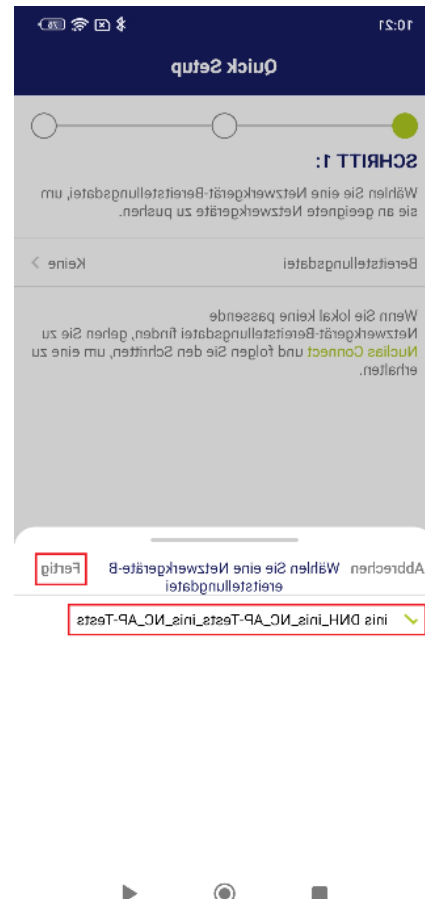 10:21
76
Quick Setup
SCHRITT 1:
Wählen Sie eine Netzwerkgerät-Bereitstellungsdatei, um
sie an geeignete Netzwerkgeräte zu pushen.
Bereitstellungsdatei Keine >
Wenn Sie lokal keine passende
Netzwerkgerät-Bereitstellungsdatei finden, gehen Sie zu
Nuclias Connect und folgen Sie den Schritten, um eine zu
erhalten.
Abbrechen Wählen Sie eine Netzwerkgeräte-B Fertig
ereitstellungdatei
inis DNH_inis_NC_AP-Tests_inis_NC_AP-Tests